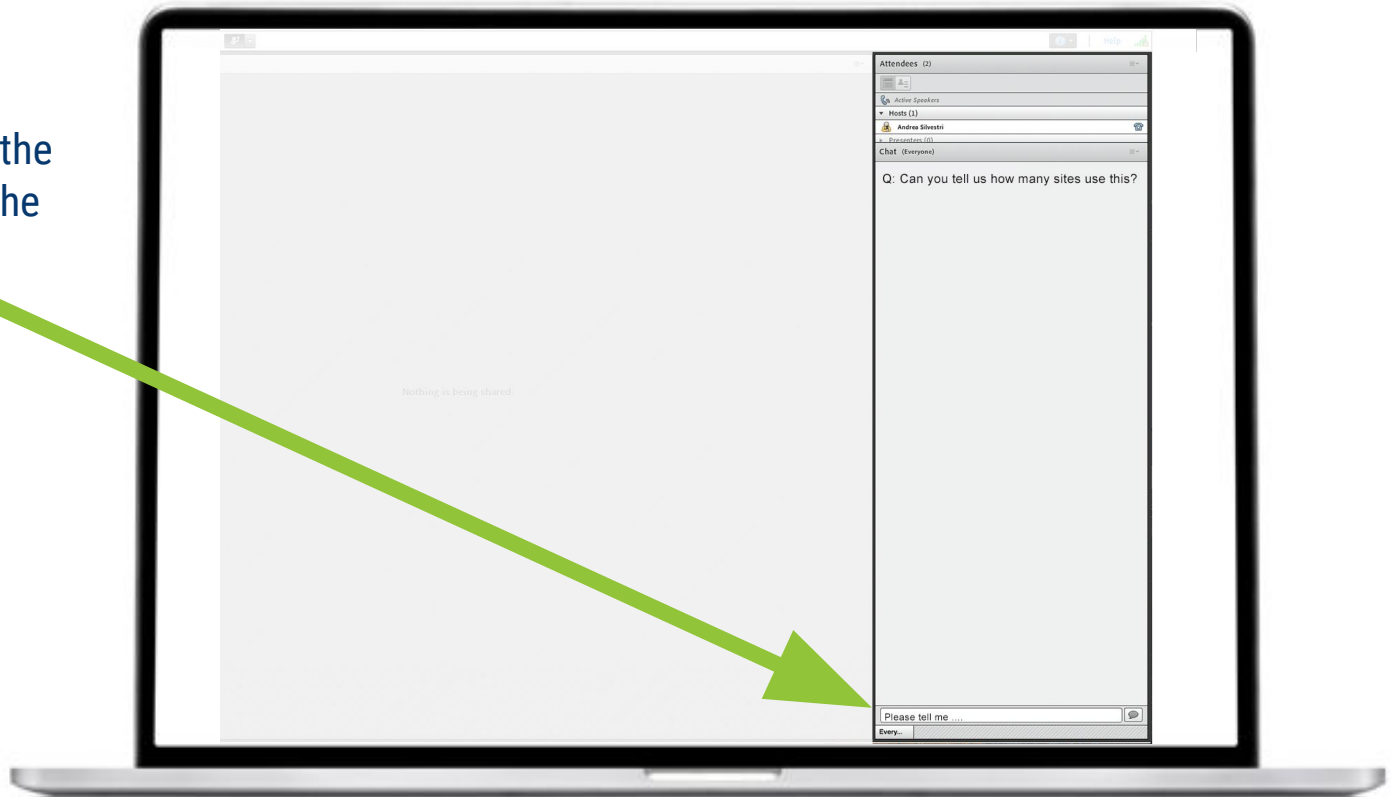 the
he
Help
Attendees (2)
Active Speakers
Hosts (1)
Andrea Silvestri
Presenters (0)
Chat (Everyone)
Q: Can you tell us how many sites use this?
Nothing is being shared.
Please tell me ....
Every...